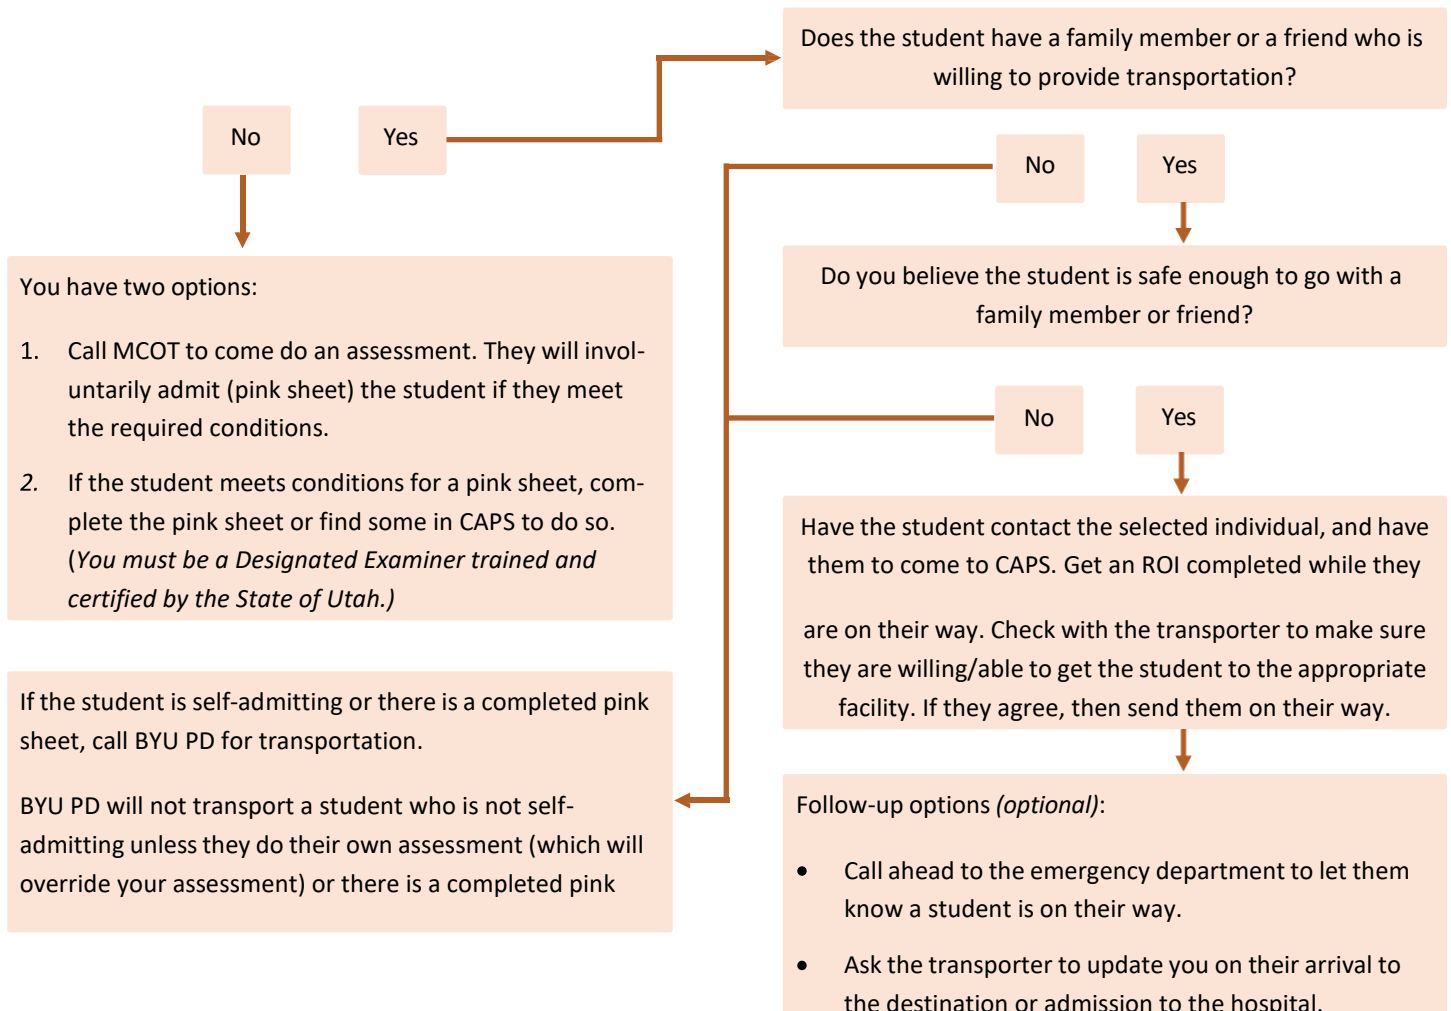 No
Yes
You have two options:
1. Call MCOT to come do an assessment. They will invol-
untarily admit (pink sheet) the student if they meet
the required conditions.
2. If the student meets conditions for a pink sheet, com-
plete the pink sheet or find some in CAPS to do so.
(You must be a Designated Examiner trained and
certified by the State of Utah.)
If the student is self-admitting or there is a completed pink
sheet, call BYU PD for transportation.
BYU PD will not transport a student who is not self-
admitting unless they do their own assessment (which will
override your assessment) or there is a completed pink
Does the student have a family member or a friend who is
willing to provide transportation?
No
Yes
Do you believe the student is safe enough to go with a
family member or friend?
No
Yes
Have the student contact the selected individual, and have
them to come to CAPS. Get an ROI completed while they
are on their way. Check with the transporter to make sure
they are willing/able to get the student to the appropriate
facility. If they agree, then send them on their way.
Follow-up options (optional):
• Call ahead to the emergency department to let them
know a student is on their way.
• Ask the transporter to update you on their arrival to
the destination or admission to the hospital.